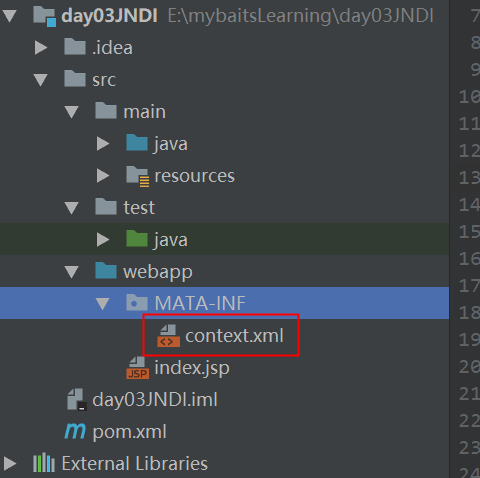 day03JNDI E:\mybaitsLearning\day03JNDI
.idea
src
main
java
resources
test
java
webapp
MATA-INF
context.xml
index.jsp
day03JNDI.iml
pom.xml
External Libraries
7
8
9
10
11
12
13
14
15
16
17
18
19
20
21
22
23
24